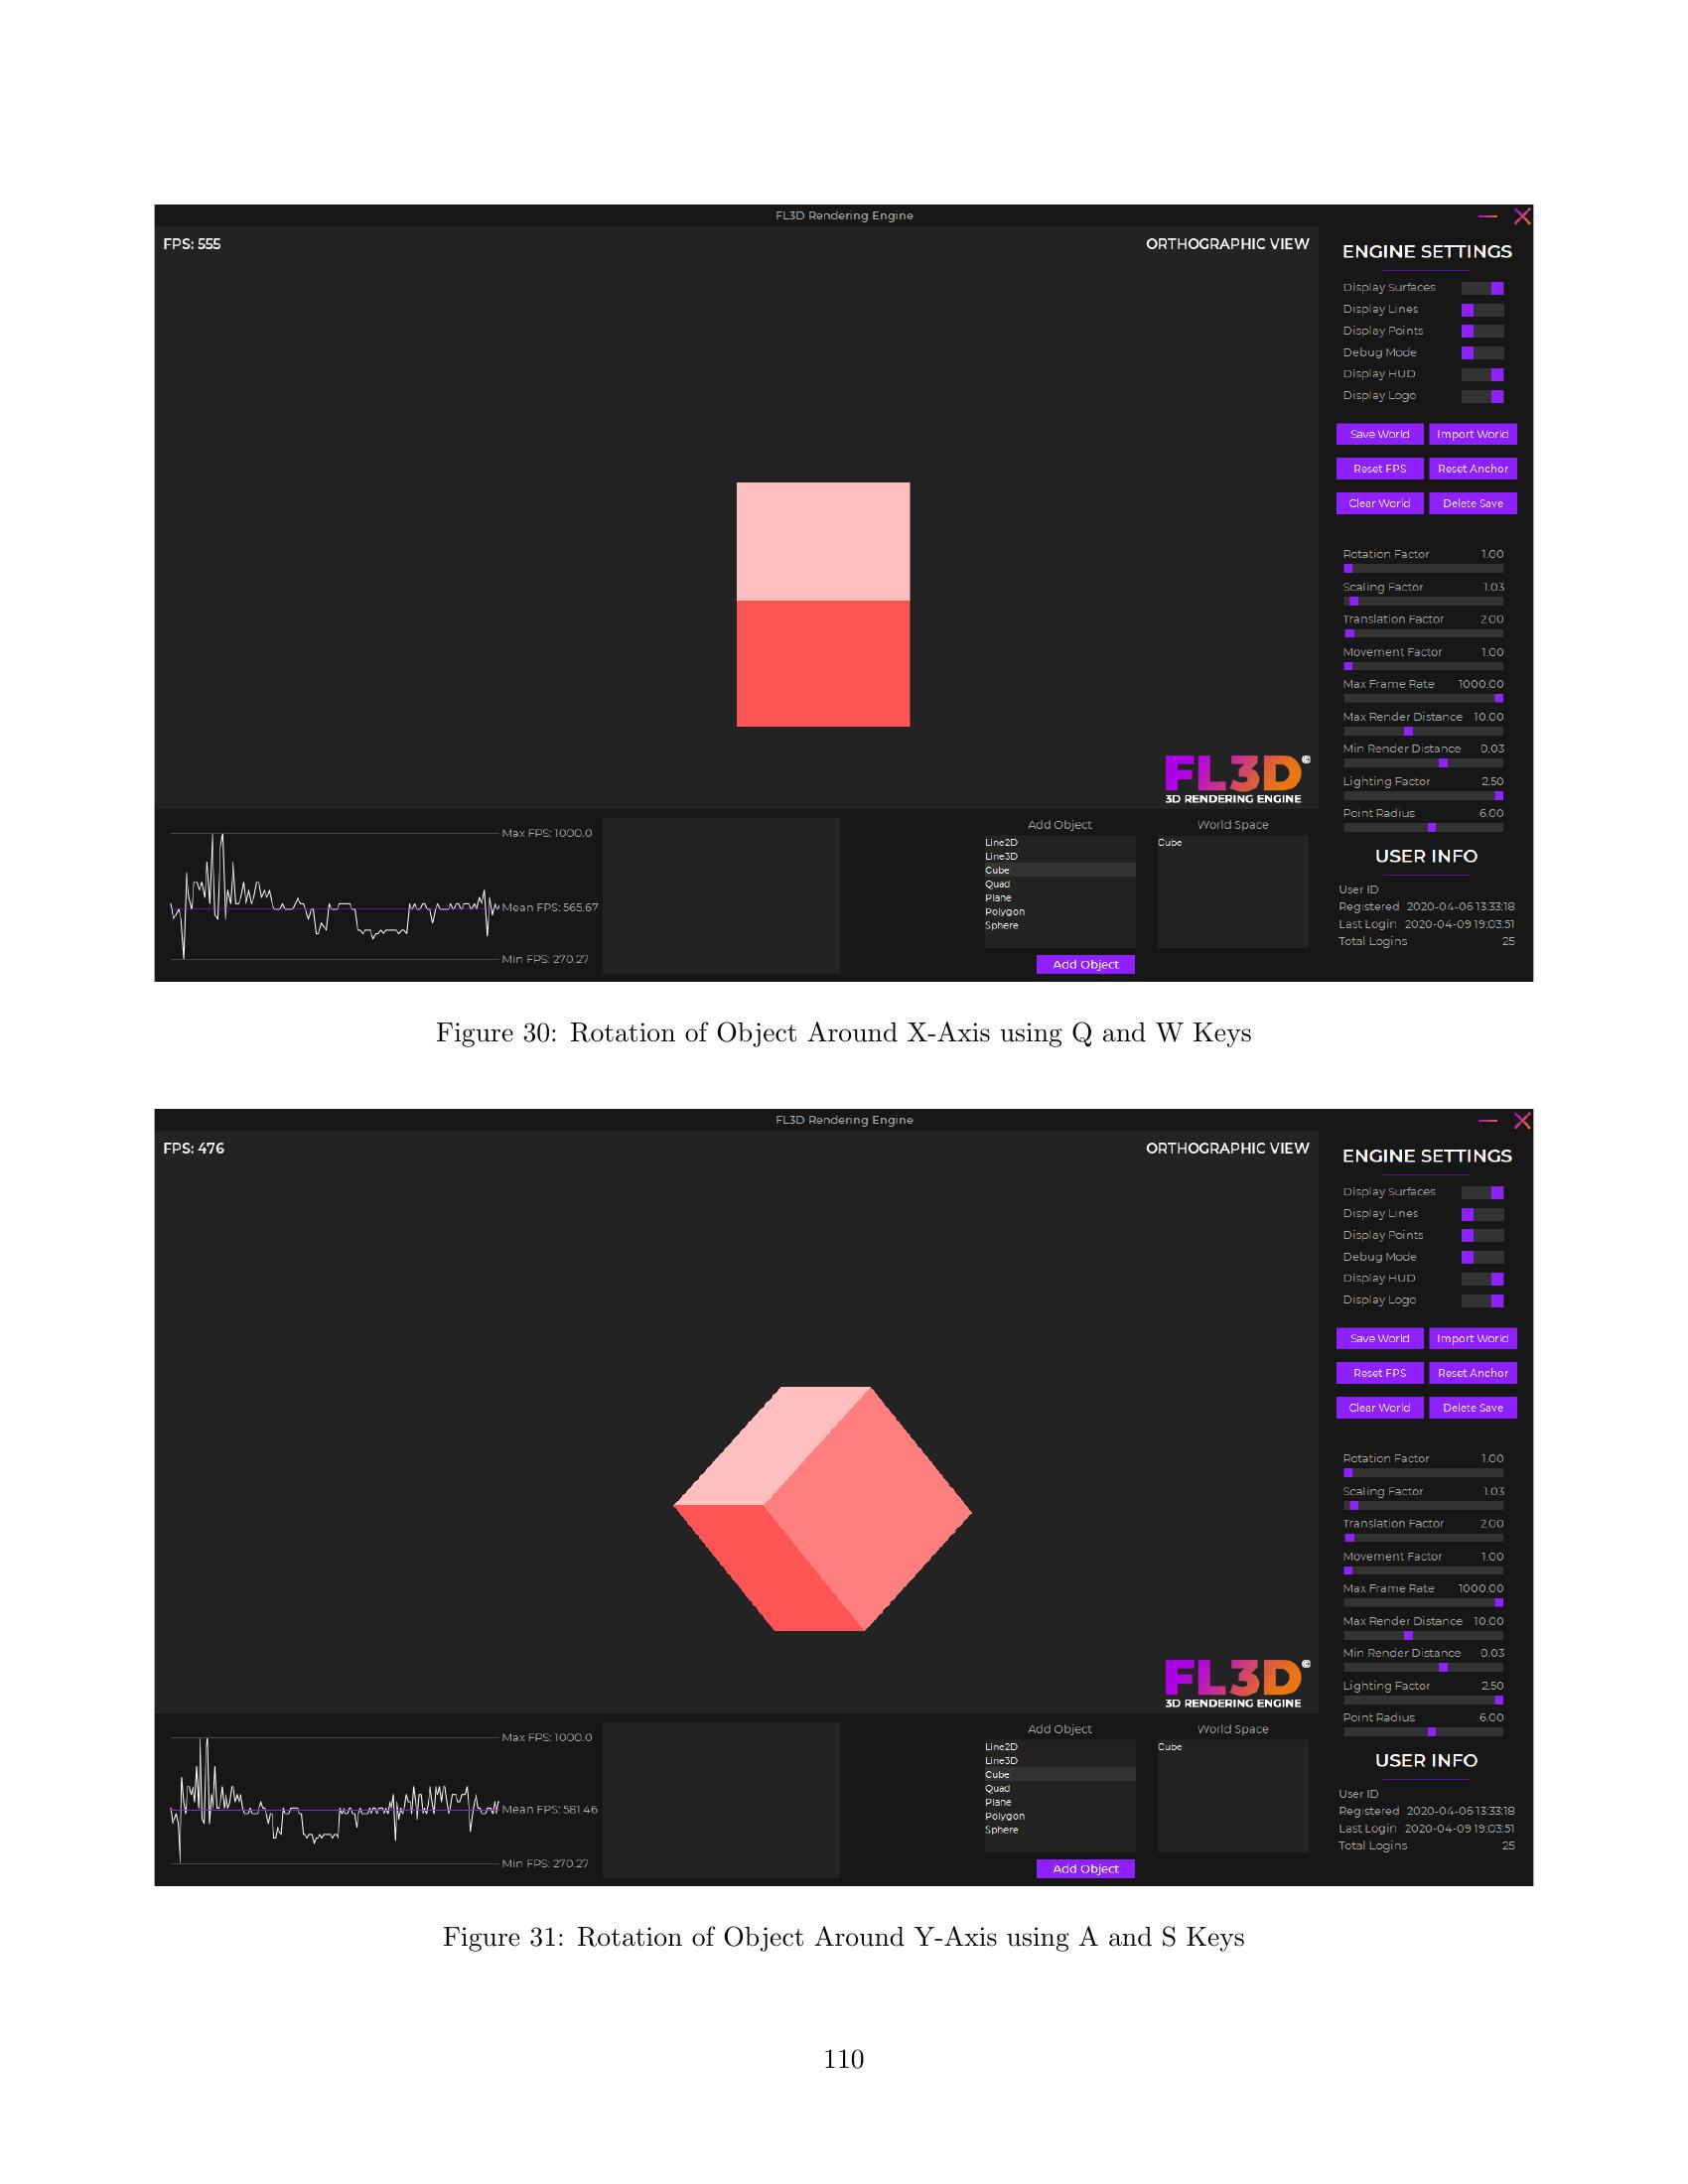 FL3D Rendering Engine
FPS: 555
ORTHOGRAPHIC VIEW
ENGINE SETTINGS
Display Surfaces
Display Lines
Display Points
Debug Mode
Display HUD
Display Logo
Save World Import World
Reset FPS Reset Anchor
Clear World Delete Save
Rotation Factor 1.00
Scaling Factor 1.03
Translation Factor 2.00
Movement Factor 1.00
Max Frame Rate 1000.00
Max Render Distance 10.00
Min Render Distance 0.03
Lighting Factor 2.50
Point Radius 6.00
FL3D©
3D RENDERING ENGINE
Max FPS: 1000.0
Mean FPS: 565.67
Min FPS: 270.27
Add Object
Line2D
Line3D
Cube
Quad
Plane
Polygon
Sphere
Add Object
World Space
Cube
USER INFO
User ID
Registered 2020-04-06 13:33:18
Last Login 2020-04-09 19:03:51
Total Logins 25
Figure 30: Rotation of Object Around X-Axis using Q and W Keys
FL3D Rendering Engine
FPS: 476
ORTHOGRAPHIC VIEW
ENGINE SETTINGS
Display Surfaces
Display Lines
Display Points
Debug Mode
Display HUD
Display Logo
Save World Import World
Reset FPS Reset Anchor
Clear World Delete Save
Rotation Factor 1.00
Scaling Factor 1.03
Translation Factor 2.00
Movement Factor 1.00
Max Frame Rate 1000.00
Max Render Distance 10.00
Min Render Distance 0.03
Lighting Factor 2.50
Point Radius 6.00
FL3D©
3D RENDERING ENGINE
Max FPS: 1000.0
Mean FPS: 581.46
Min FPS: 270.27
Add Object
Line2D
Line3D
Cube
Quad
Plane
Polygon
Sphere
Add Object
World Space
Cube
USER INFO
User ID
Registered 2020-04-06 13:33:18
Last Login 2020-04-09 19:03:51
Total Logins 25
Figure 31: Rotation of Object Around Y-Axis using A and S Keys
110